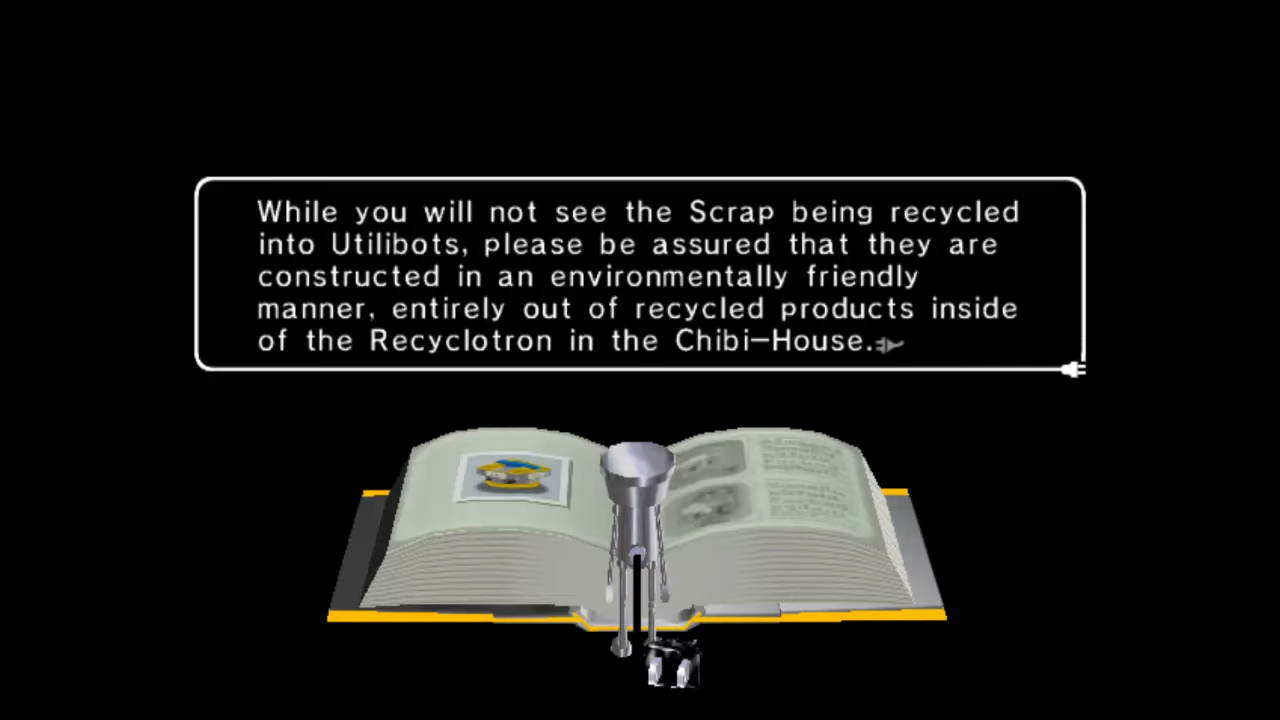 While you will not see the Scrap being recycled
into Utilibots, please be assured that they are
constructed in an environmentally friendly
manner, entirely out of recycled products inside
of the Recyclotron in the Chibi-House.